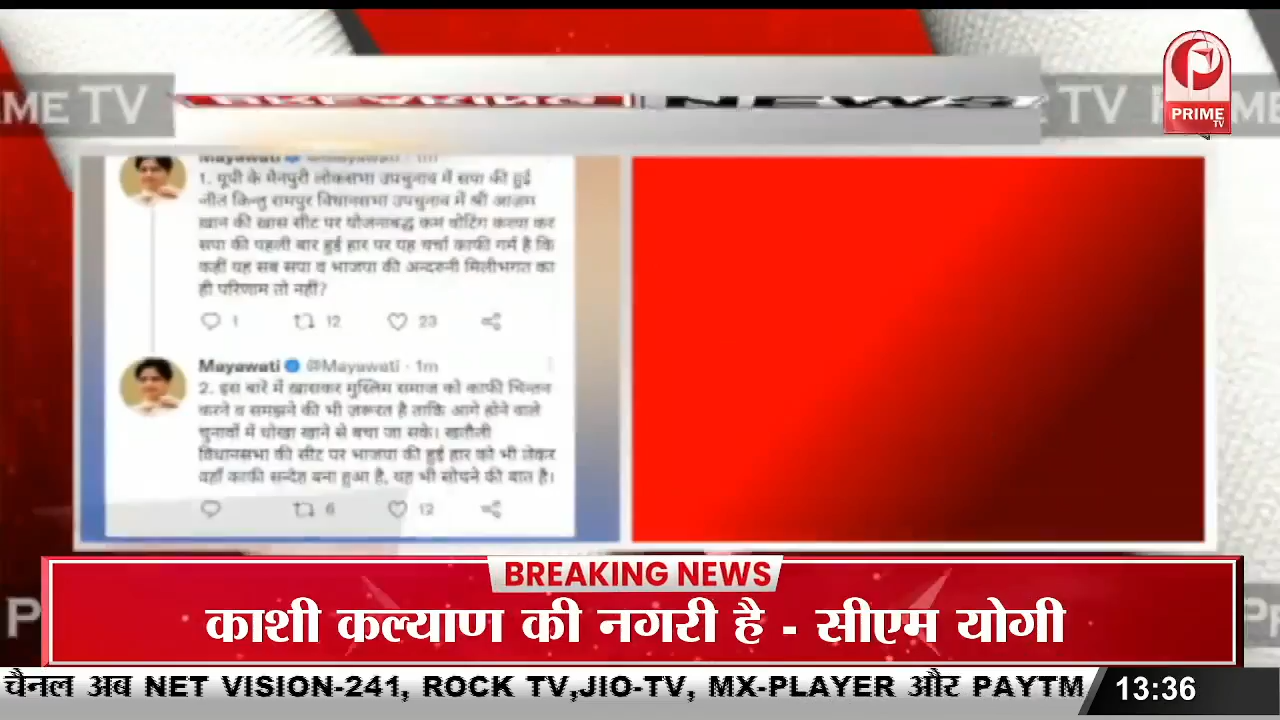 PRIME TV
TV
PRIME
TV
Mayawati @Mayawati · 1m
1. यूपी के मैनपुरी लोकसभा उपचुनाव में सपा की हुई
जीत किन्तु रामपुर विधानसभा उपचुनाव में श्री आज़म
ख़ान की ख़ास सीट पर योजनाबद्ध कम वोटिंग करवा कर
सपा की पहली बार हुई हार पर यह चर्चा काफी गर्म है कि
कहीं यह सब सपा व भाजपा की अन्दरुनी मिलीभगत का
ही परिणाम तो नहीं?
1 12 23
Mayawati @Mayawati · 1m
2. इस बारे में ख़ासकर मुस्लिम समाज को काफी चिन्तन
करने व समझने की भी ज़रूरत है ताकि आगे होने वाले
चुनावों में धोखा खाने से बचा जा सके। खतौली
विधानसभा की सीट पर भाजपा की हुई हार को भी लेकर
वहाँ काफी सन्देह बना हुआ है, यह भी सोचने की बात है।
6 12
BREAKING NEWS
काशी कल्याण की नगरी है - सीएम योगी
चैनल अब NET VISION-241, ROCK TV,JIO-TV, MX-PLAYER और PAYTM
13:36